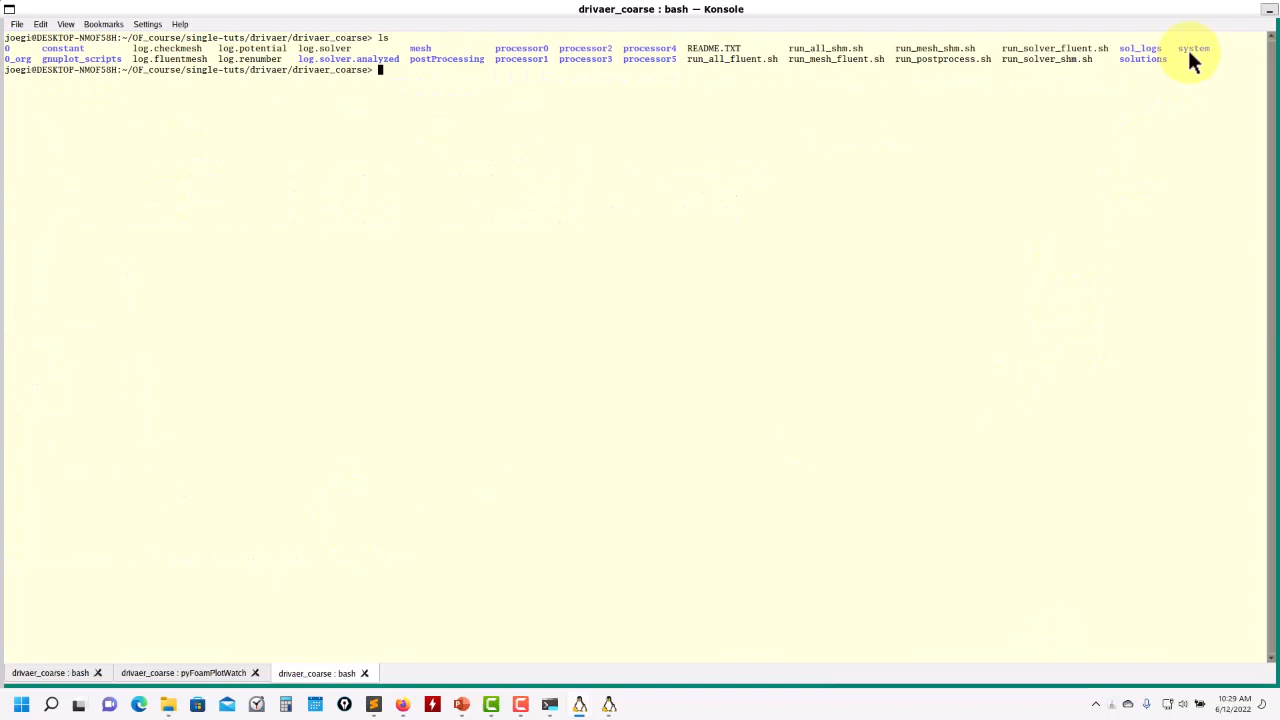 drivaer_coarse : bash — Konsole
File Edit View Bookmarks Settings Help
joegi@DESKTOP-NMOF58H:~/OF_course/single-tuts/drivaer/drivaer_coarse> ls
0 constant log.checkmesh log.potential log.solver mesh processor0 processor2 processor4 README.TXT run_all_shm.sh run_mesh_shm.sh run_solver_fluent.sh sol_logs system
0_org gnuplot_scripts log.fluentmesh log.renumber log.solver.analyzed postProcessing processor1 processor3 processor5 run_all_fluent.sh run_mesh_fluent.sh run_postprocess.sh run_solver_shm.sh solutions
joegi@DESKTOP-NMOF58H:~/OF_course/single-tuts/drivaer/drivaer_coarse>
drivaer_coarse : bash drivaer_coarse : pyFoamPlotWatch drivaer_coarse : bash
10:29 AM
6/12/2022